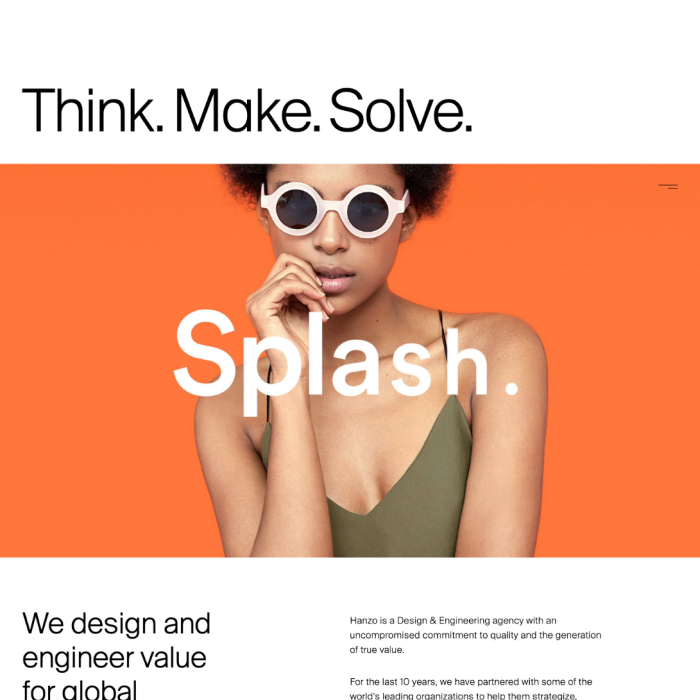 Think. Make. Solve.
Splash.
We design and
engineer value
for global
Hanzo is a Design & Engineering agency with an
uncompromised commitment to quality and the generation
of true value.
For the last 10 years, we have partnered with some of the
world's leading organizations to help them strategize,